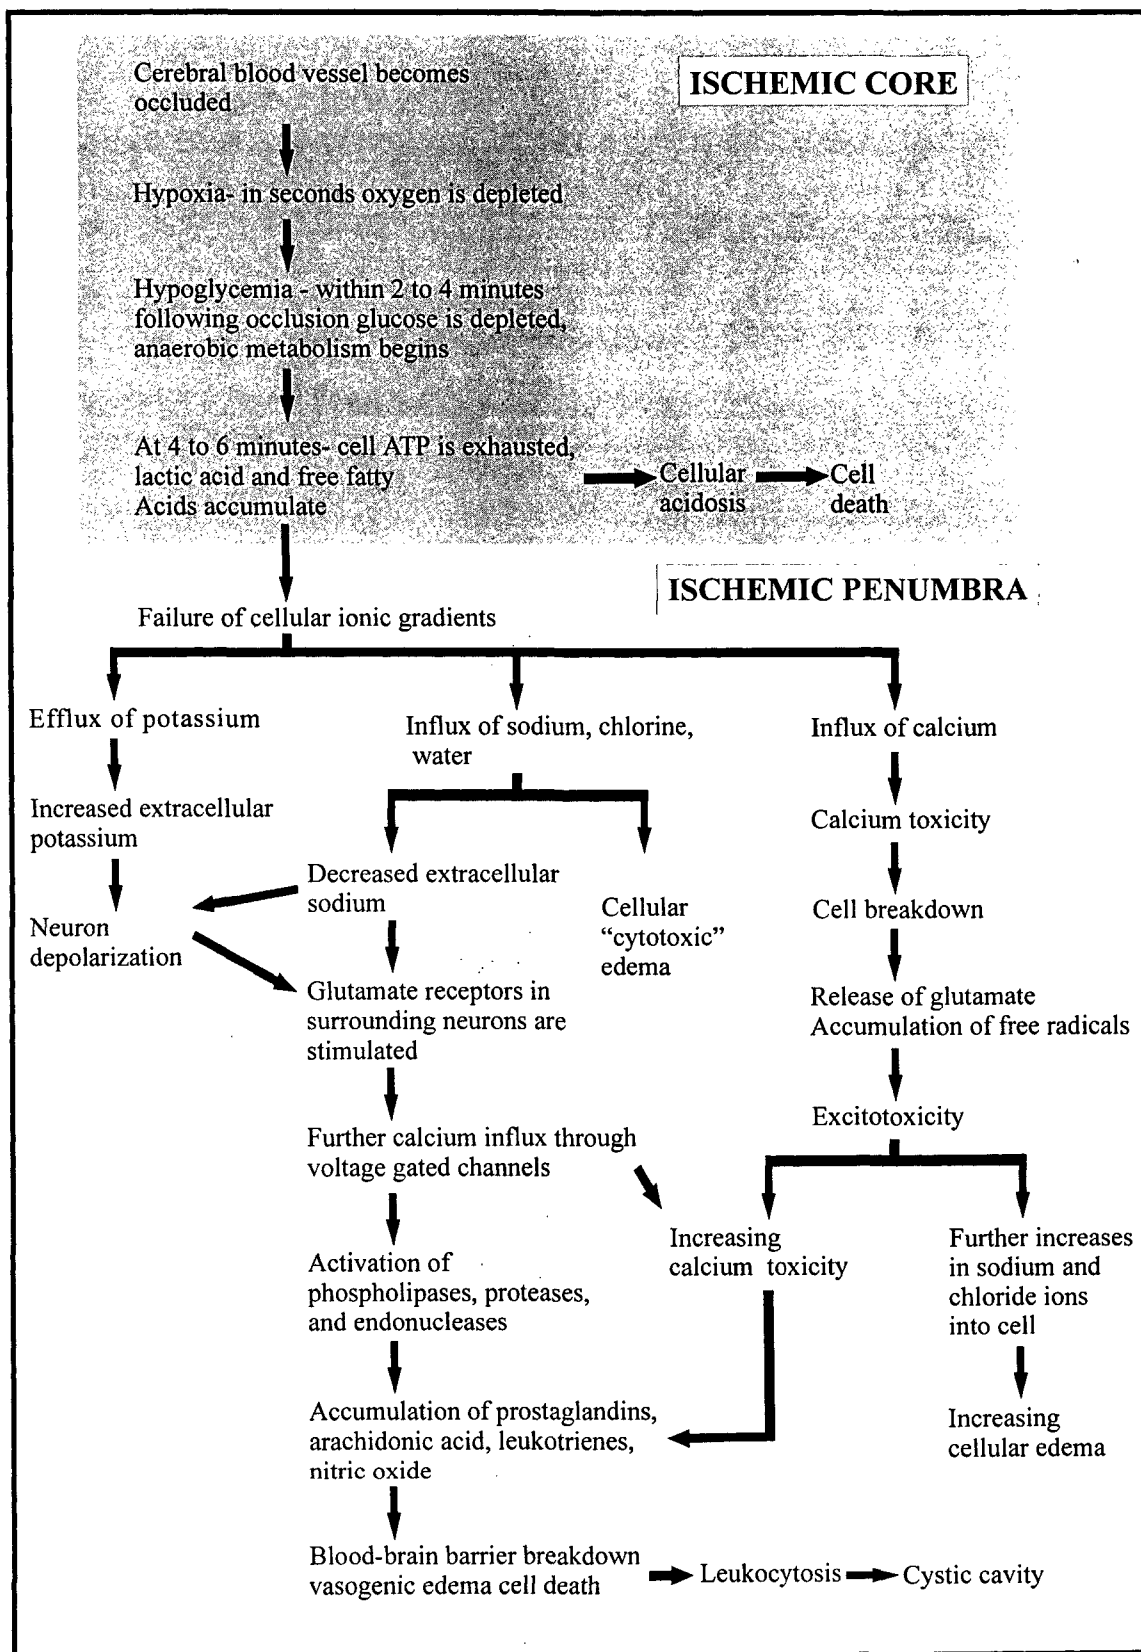 Cerebral blood vessel becomes
occluded
ISCHEMIC CORE
Hypoxia- in seconds oxygen is depleted
Hypoglycemia - within 2 to 4 minutes
following occlusion glucose is depleted,
anaerobic metabolism begins
At 4 to 6 minutes- cell ATP is exhausted,
lactic acid and free fatty
Acids accumulate
Cellular
acidosis
Cell
death
ISCHEMIC PENUMBRA
Failure of cellular ionic gradients
Efflux of potassium
Influx of sodium, chlorine,
water
Influx of calcium
Increased extracellular
potassium
Calcium toxicity
Decreased extracellular
sodium
Cellular
“cytotoxic”
edema
Cell breakdown
Neuron
depolarization
Glutamate receptors in
surrounding neurons are
stimulated
Release of glutamate
Accumulation of free radicals
Excitotoxicity
Further calcium influx through
voltage gated channels
Increasing
calcium toxicity
Further increases
in sodium and
chloride ions
into cell
Activation of
phospholipases, proteases,
and endonucleases
Accumulation of prostaglandins,
arachidonic acid, leukotrienes,
nitric oxide
Increasing
cellular edema
Blood-brain barrier breakdown
vasogenic edema cell death
Leukocytosis
Cystic cavity